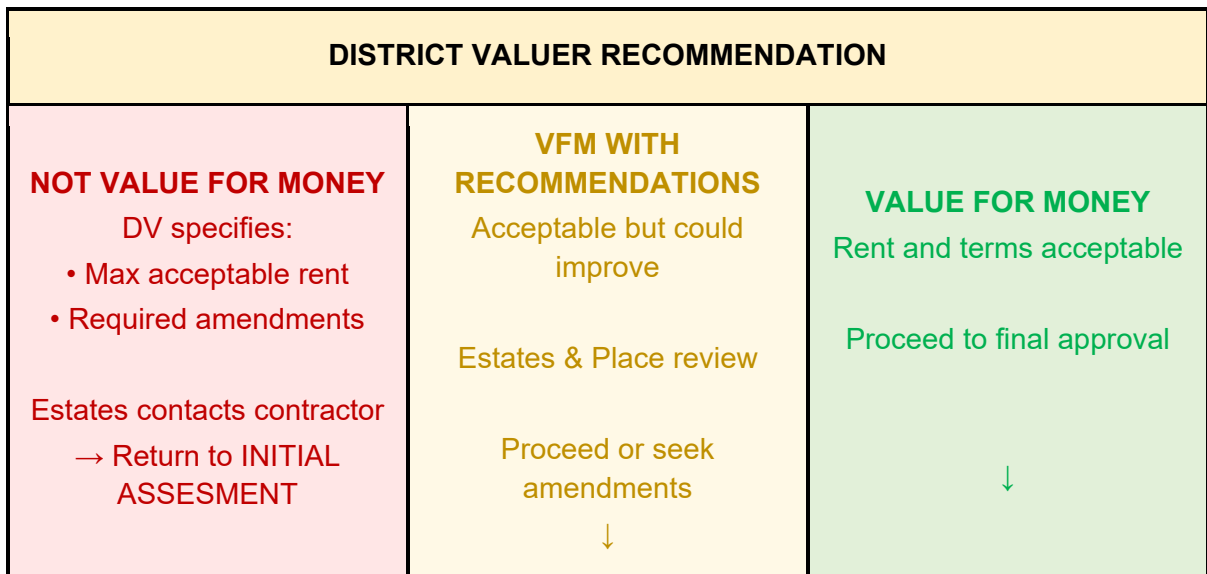 DISTRICT VALUER RECOMMENDATION
NOT VALUE FOR MONEY
DV specifies:
• Max acceptable rent
• Required amendments
Estates contacts contractor
→ Return to INITIAL
ASSESMENT
VFM WITH
RECOMMENDATIONS
Acceptable but could
improve
Estates & Place review
Proceed or seek
amendments
↓
VALUE FOR MONEY
Rent and terms acceptable
Proceed to final approval
↓